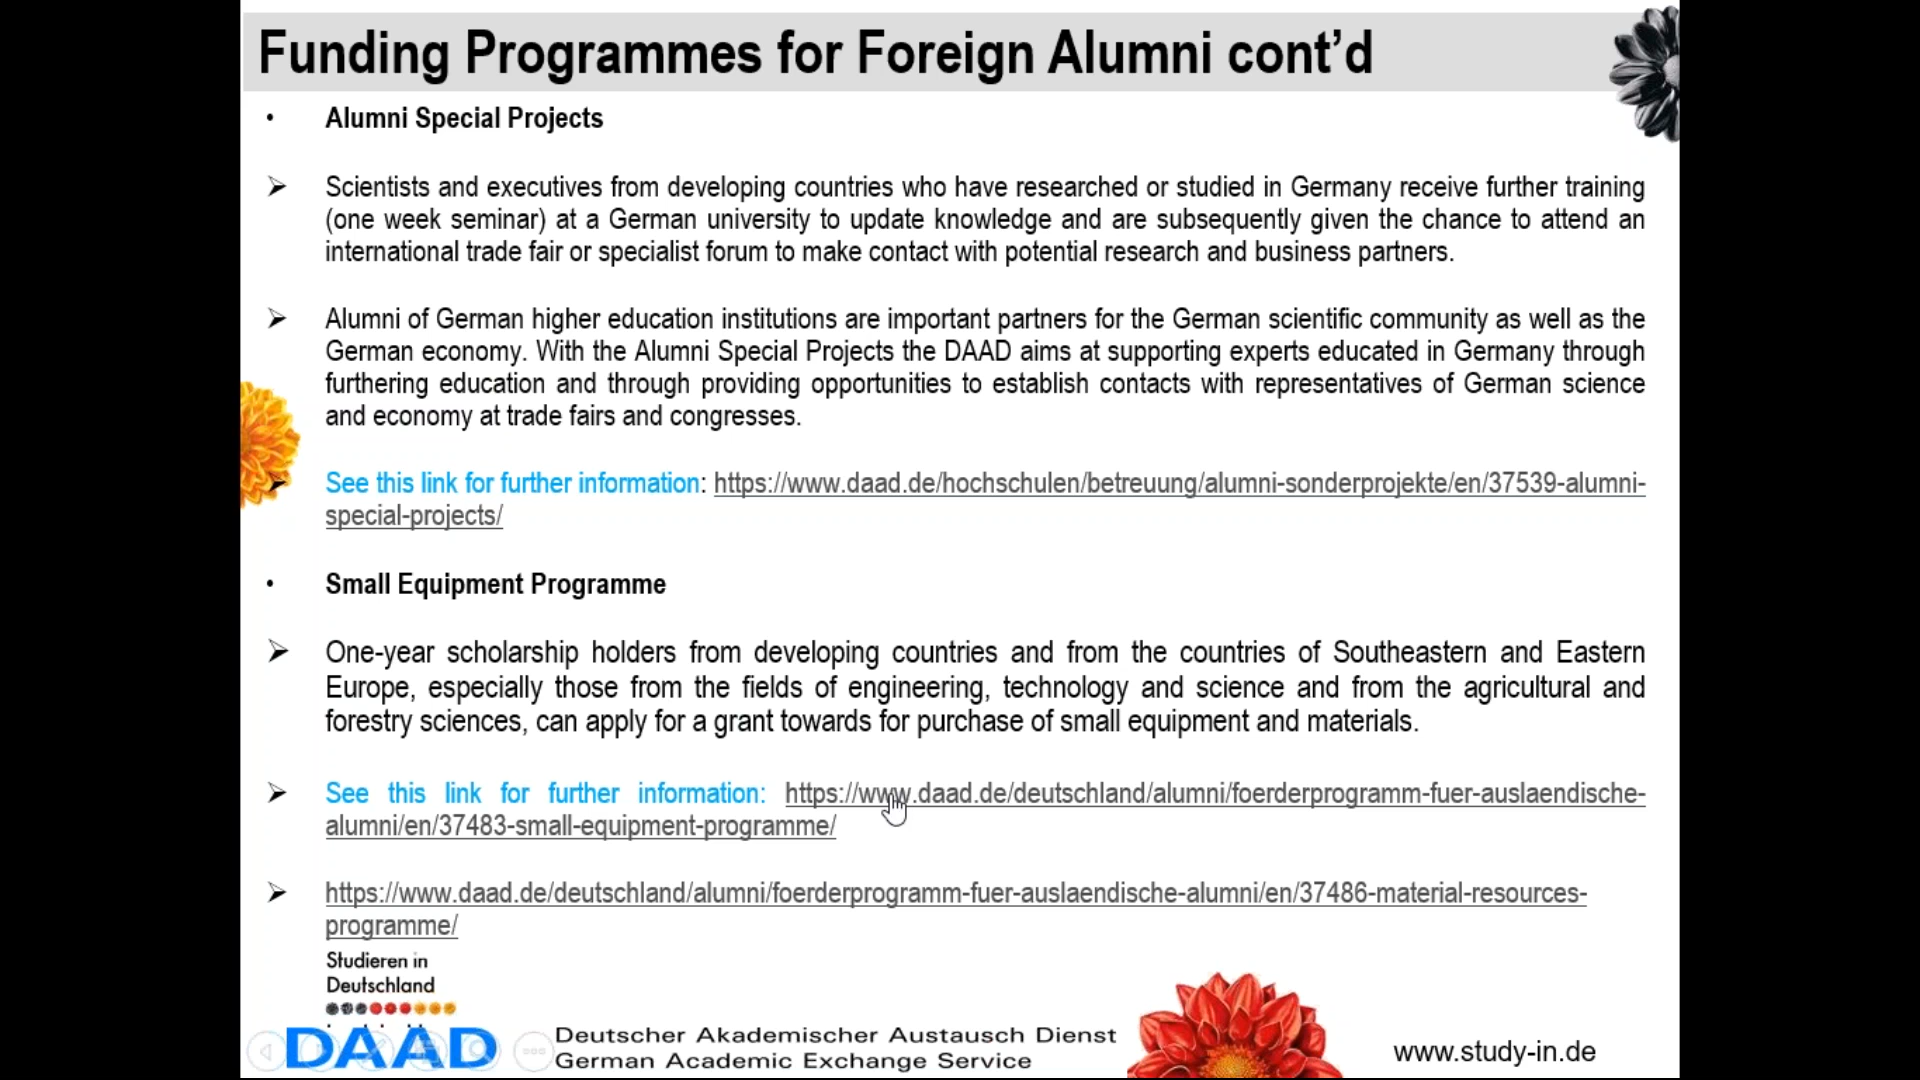 Funding Programmes for Foreign Alumni cont’d
• Alumni Special Projects
➢ Scientists and executives from developing countries who have researched or studied in Germany receive further training
(one week seminar) at a German university to update knowledge and are subsequently given the chance to attend an
international trade fair or specialist forum to make contact with potential research and business partners.
➢ Alumni of German higher education institutions are important partners for the German scientific community as well as the
German economy. With the Alumni Special Projects the DAAD aims at supporting experts educated in Germany through
furthering education and through providing opportunities to establish contacts with representatives of German science
and economy at trade fairs and congresses.
➢ See this link for further information: https://www.daad.de/hochschulen/betreuung/alumni-sonderprojekte/en/37539-alumni-
special-projects/
• Small Equipment Programme
➢ One-year scholarship holders from developing countries and from the countries of Southeastern and Eastern
Europe, especially those from the fields of engineering, technology and science and from the agricultural and
forestry sciences, can apply for a grant towards for purchase of small equipment and materials.
➢ See this link for further information: https://www.daad.de/deutschland/alumni/foerderprogramm-fuer-auslaendische-
alumni/en/37483-small-equipment-programme/
➢ https://www.daad.de/deutschland/alumni/foerderprogramm-fuer-auslaendische-alumni/en/37486-material-resources-
programme/
Studieren in
Deutschland
DAAD
Deutscher Akademischer Austausch Dienst
German Academic Exchange Service
www.study-in.de